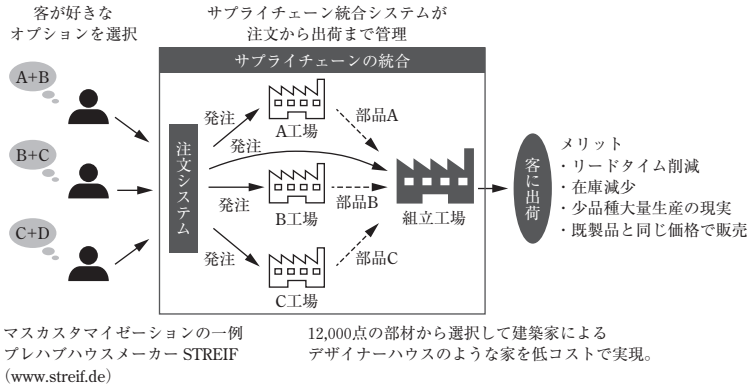 客が好きな
オプションを選択
サプライチェーン統合システムが
注文から出荷まで管理
サプライチェーンの統合
A+B
B+C
C+D
注文システム
発注
発注
発注
発注
A工場
B工場
C工場
部品A
部品B
部品C
組立工場
客に出荷
メリット
・リードタイム削減
・在庫減少
・少品種大量生産の現実
・既製品と同じ価格で販売
マスカスタマイゼーションの一例
プレハブハウスメーカー STREIF
(www.streif.de)
12,000点の部材から選択して建築家による
デザイナーハウスのような家を低コストで実現。